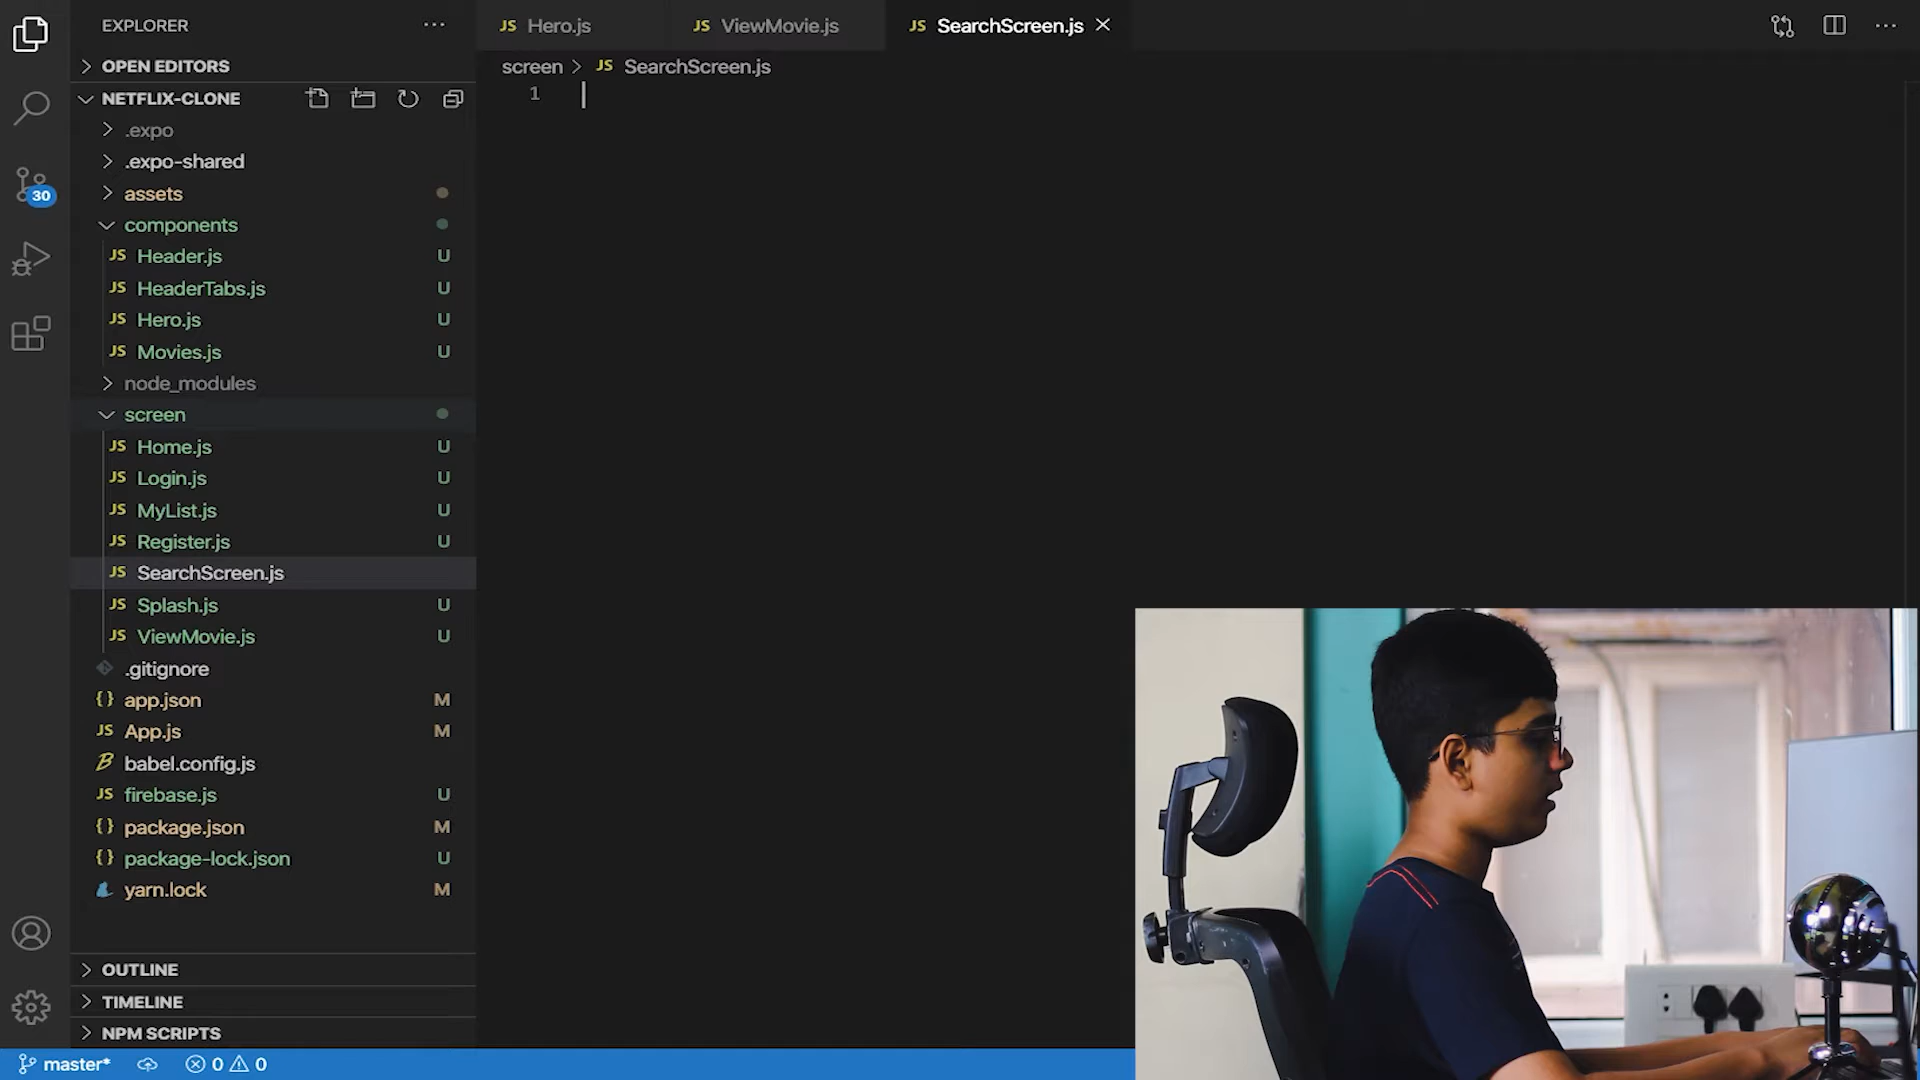 EXPLORER
OPEN EDITORS
NETFLIX-CLONE
.expo
.expo-shared
assets
components
JS Header.js U
JS HeaderTabs.js U
JS Hero.js U
JS Movies.js U
node_modules
screen
JS Home.js U
JS Login.js U
JS MyList.js U
JS Register.js U
JS SearchScreen.js
JS Splash.js U
JS ViewMovie.js U
.gitignore
{} app.json M
JS App.js M
babel.config.js
JS firebase.js U
{} package.json M
{} package-lock.json U
yarn.lock M
OUTLINE
TIMELINE
NPM SCRIPTS
30
JS Hero.js JS ViewMovie.js JS SearchScreen.js
screen > JS SearchScreen.js
1
master* 0 0